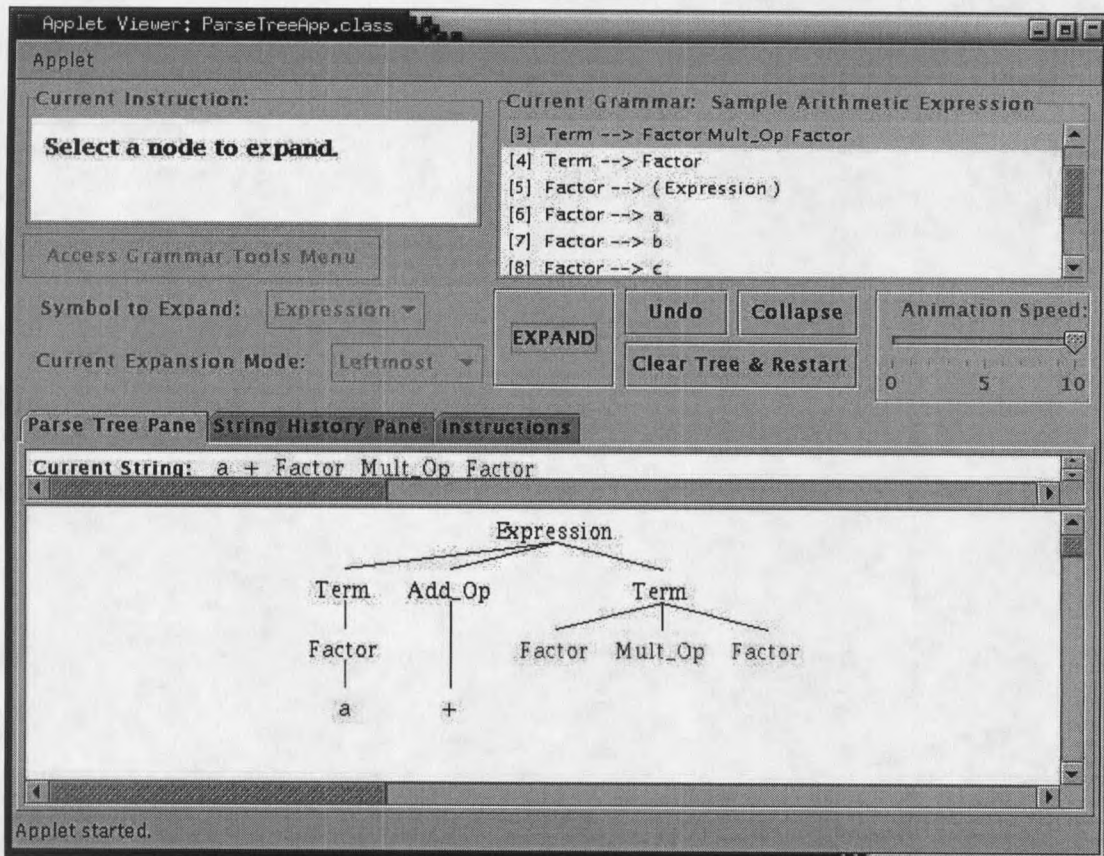 Applet Viewer: ParseTreeApp.class
Applet
Current Instruction:
Select a node to expand.
Current Grammar: Sample Arithmetic Expression
[3] Term --> Factor Mult_Op Factor
[4] Term --> Factor
[5] Factor --> ( Expression )
[6] Factor --> a
[7] Factor --> b
[8] Factor --> c
Access Grammar Tools Menu
Symbol to Expand: Expression
Current Expansion Mode: Leftmost
EXPAND
Undo Collapse
Clear Tree & Restart
Animation Speed:
0 5 10
Parse Tree Pane String History Pane Instructions
Current String: a + Factor Mult_Op Factor
Expression
Term Add_Op Term
Factor Factor Mult_Op Factor
a +
Applet started.